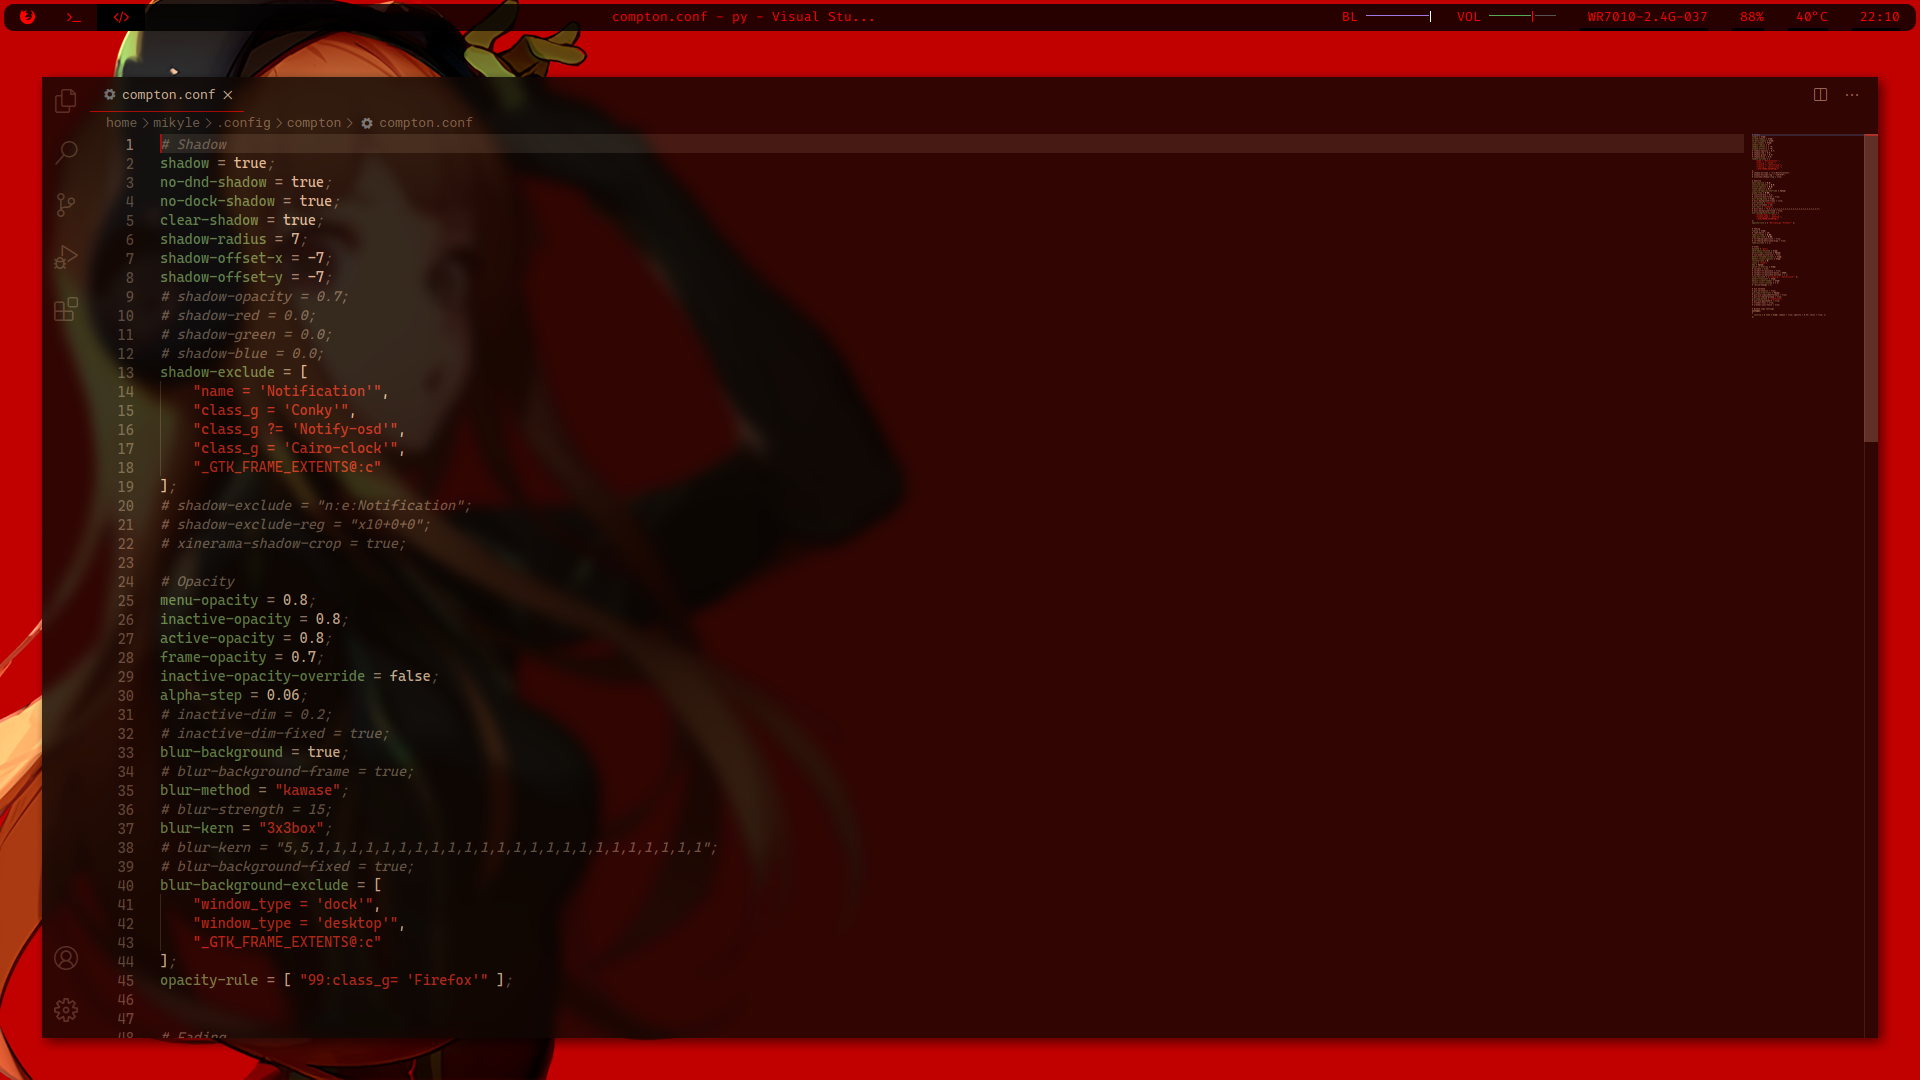 >_ </> compton.conf - py - Visual Stu... BL VOL WR7010-2.4G-037 88% 40°C 22:10
compton.conf
home > mikyle > .config > compton > compton.conf
1 # Shadow
2 shadow = true;
3 no-dnd-shadow = true;
4 no-dock-shadow = true;
5 clear-shadow = true;
6 shadow-radius = 7;
7 shadow-offset-x = -7;
8 shadow-offset-y = -7;
9 # shadow-opacity = 0.7;
10 # shadow-red = 0.0;
11 # shadow-green = 0.0;
12 # shadow-blue = 0.0;
13 shadow-exclude = [
14 "name = 'Notification'",
15 "class_g = 'Conky'",
16 "class_g ?= 'Notify-osd'",
17 "class_g = 'Cairo-clock'",
18 "_GTK_FRAME_EXTENTS@:c"
19 ];
20 # shadow-exclude = "n:e:Notification";
21 # shadow-exclude-reg = "x10+0+0";
22 # xinerama-shadow-crop = true;
23
24 # Opacity
25 menu-opacity = 0.8;
26 inactive-opacity = 0.8;
27 active-opacity = 0.8;
28 frame-opacity = 0.7;
29 inactive-opacity-override = false;
30 alpha-step = 0.06;
31 # inactive-dim = 0.2;
32 # inactive-dim-fixed = true;
33 blur-background = true;
34 # blur-background-frame = true;
35 blur-method = "kawase";
36 # blur-strength = 15;
37 blur-kern = "3x3box";
38 # blur-kern = "5,5,1,1,1,1,1,1,1,1,1,1,1,1,1,1,1,1,1,1,1,1,1,1,1,1";
39 # blur-background-fixed = true;
40 blur-background-exclude = [
41 "window_type = 'dock'",
42 "window_type = 'desktop'",
43 "_GTK_FRAME_EXTENTS@:c"
44 ];
45 opacity-rule = [ "99:class_g= 'Firefox'" ];
46
47
48 # Fading